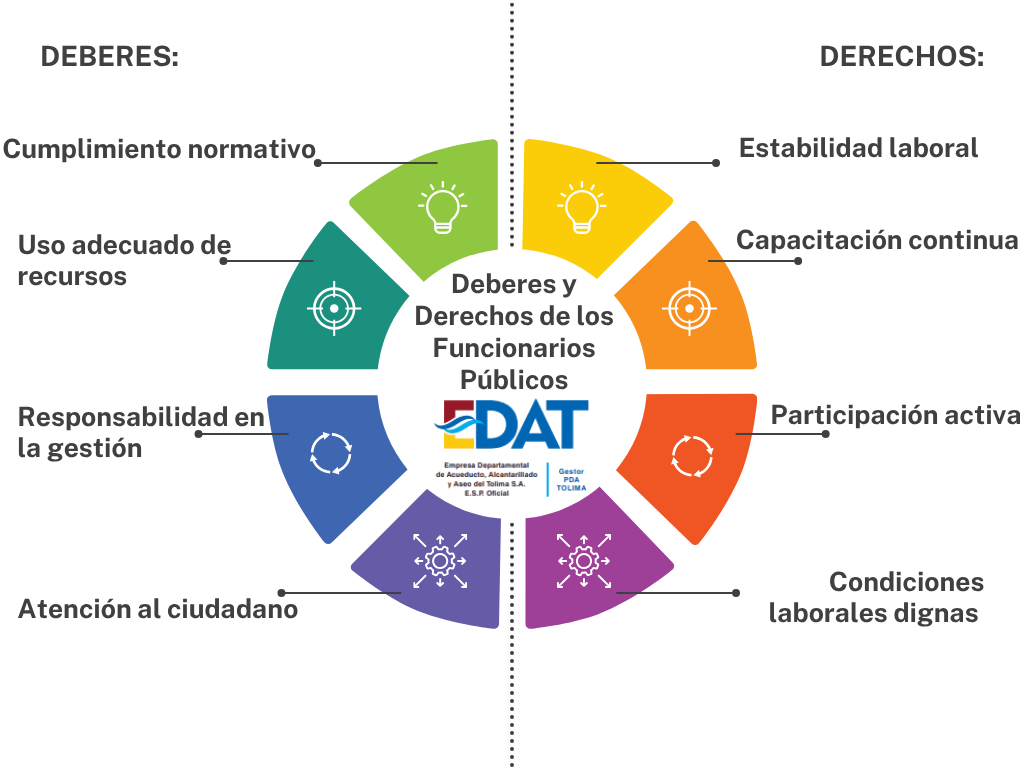 DEBERES:
DERECHOS:
Cumplimiento normativo
Estabilidad laboral
Uso adecuado de
recursos
Capacitación continua
Deberes y
Derechos de los
Funcionarios
Públicos
EDAT
Empresa Departamental
de Acueducto, Alcantarillado
y Aseo del Tolima S.A.
E.S.P. Oficial
Gestor
PDA
TOLIMA
Responsabilidad en
la gestión
Participación activa
Atención al ciudadano
Condiciones
laborales dignas